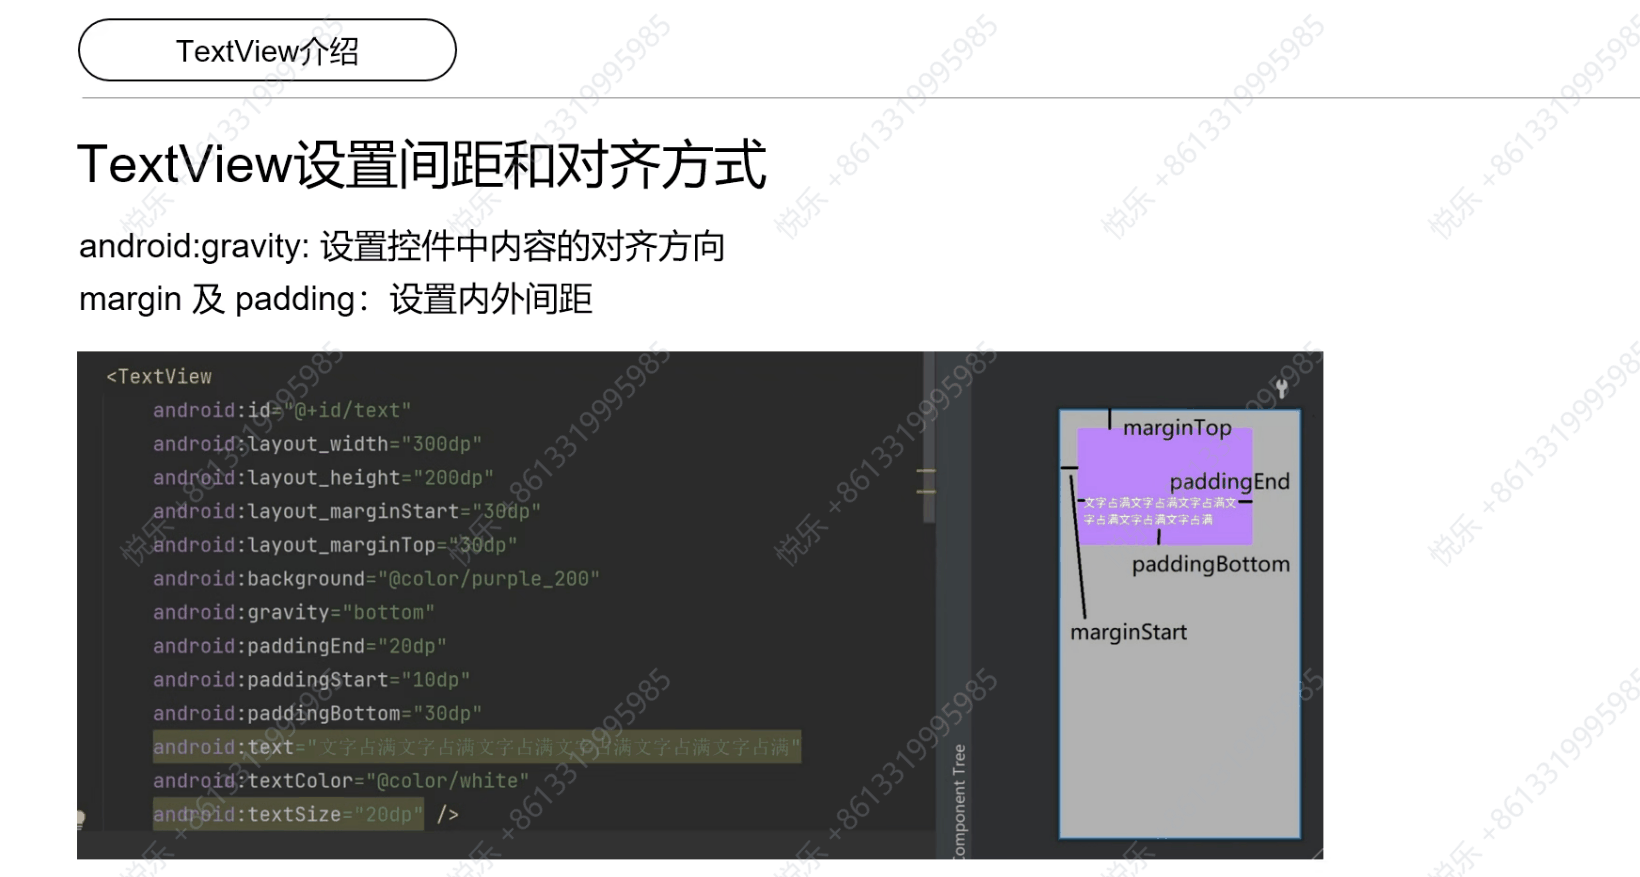 TextView介绍
TextView设置间距和对齐方式
android:gravity: 设置控件中内容的对齐方向
margin 及 padding：设置内外间距
<TextView
android:id="@+id/text"
android:layout_width="300dp"
android:layout_height="200dp"
android:layout_marginStart="30dp"
android:layout_marginTop="30dp"
android:background="@color/purple_200"
android:gravity="bottom"
android:paddingEnd="20dp"
android:paddingStart="10dp"
android:paddingBottom="30dp"
android:text="文字占满文字占满文字占满文字占满文字占满文字占满"
android:textColor="@color/white"
android:textSize="20dp" />
Component Tree
marginTop
paddingEnd
文字占满文字占满文字占满文
字占满文字占满文字占满
paddingBottom
marginStart
悦乐 +8613319995985